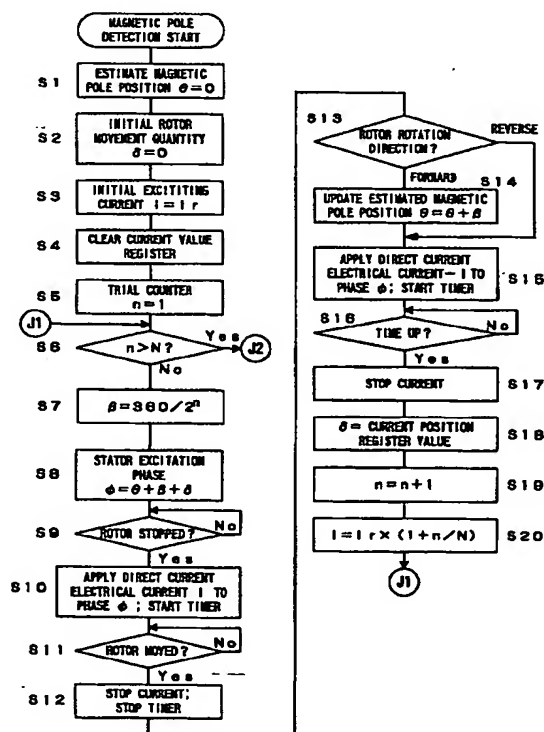 MAGNETIC POLE
DETECTION START
S1
ESTIMATE MAGNETIC
POLE POSITION θ=0
S2
INITIAL ROTOR
MOVEMENT QUANTITY
δ=0
S3
INITIAL EXCITITING
CURRENT I=Ir
S4
CLEAR CURRENT VALUE
REGISTER
S5
TRIAL COUNTER
n=1
J1
S6
n>N?
Yes
J2
No
S7
β=360/2ⁿ
S8
STATOR EXCITATION
PHASE
φ=θ+β+δ
S9
ROTOR STOPPED?
No
Yes
S10
APPLY DIRECT CURRENT
ELECTRICAL CURRENT I TO
PHASE φ; START TIMER
S11
ROTOR MOVED?
No
Yes
S12
STOP CURRENT;
STOP TIMER
S13
ROTOR ROTATION
DIRECTION?
REVERSE
FORWARD
S14
UPDATE ESTIMATED MAGNETIC
POLE POSITION θ=θ+β
APPLY DIRECT CURRENT
ELECTRICAL CURRENT-I TO
PHASE φ; START TIMER
S15
S16
TIME UP?
No
Yes
STOP CURRENT
S17
δ= CURRENT POSITION
REGISTER VALUE
S18
n=n+1
S19
I=Ir×(1+n/N)
S20
J1